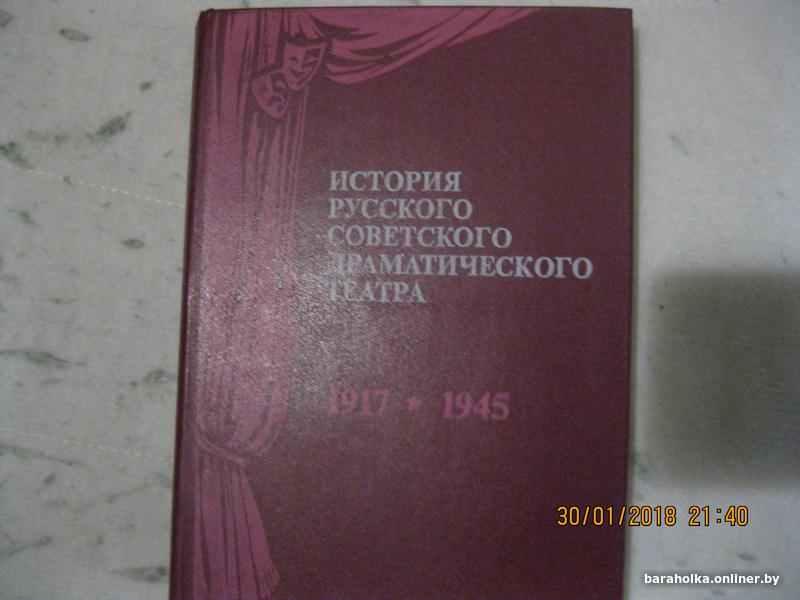 ИСТОРИЯ
РУССКОГО
СОВЕТСКОГО
ДРАМАТИЧЕСКОГО
ТЕАТРА
1917 * 1945
30/01/2018 21:40
baraholka.onliner.by